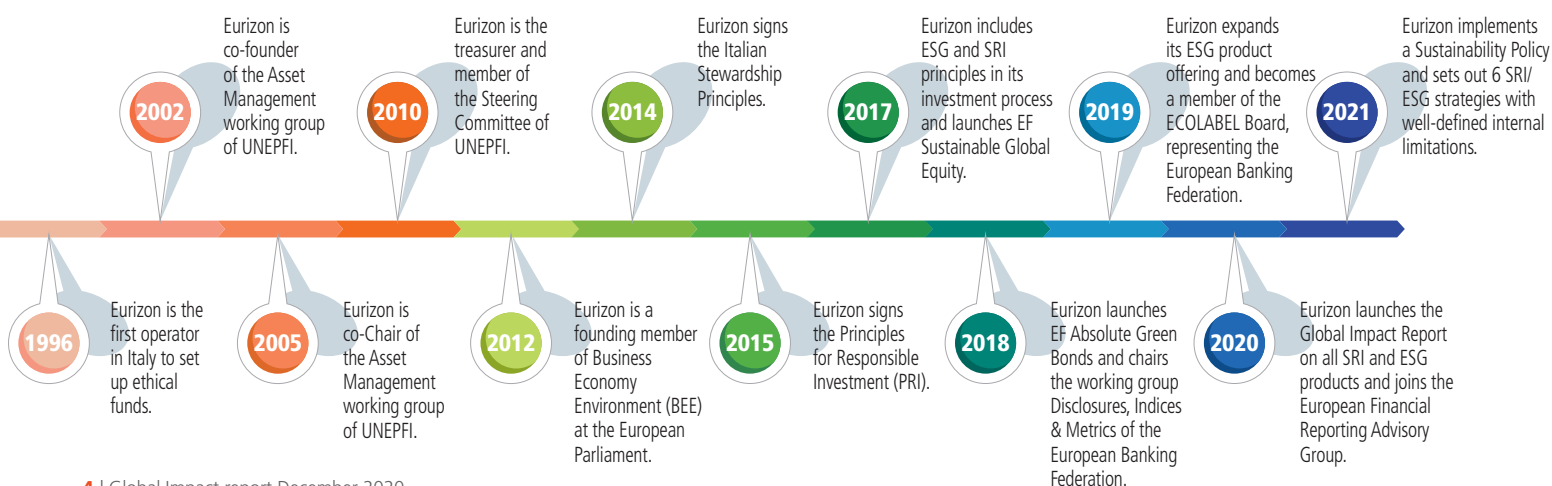 2002
Eurizon is
co-founder
of the Asset
Management
working group
of UNEPFI.
2010
Eurizon is the
treasurer and
member of
the Steering
Committee of
UNEPFI.
2014
Eurizon signs
the Italian
Stewardship
Principles.
2017
Eurizon includes
ESG and SRI
principles in its
investment process
and launches EF
Sustainable Global
Equity.
2019
Eurizon expands
its ESG product
offering and becomes
a member of the
ECOLABEL Board,
representing the
European Banking
Federation.
2021
Eurizon implements
a Sustainability Policy
and sets out 6 SRI/
ESG strategies with
well-defined internal
limitations.
1996
Eurizon is the
first operator
in Italy to set
up ethical
funds.
2005
Eurizon is
co-Chair of
the Asset
Management
working group
of UNEPFI.
2012
Eurizon is a
founding member
of Business
Economy
Environment (BEE)
at the European
Parliament.
2015
Eurizon signs
the Principles
for Responsible
Investment (PRI).
2018
Eurizon launches
EF Absolute Green
Bonds and chairs
the working group
Disclosures, Indices
& Metrics of the
European Banking
Federation.
2020
Eurizon launches the
Global Impact Report
on all SRI and ESG
products and joins the
European Financial
Reporting Advisory
Group.
4 | Global Impact report December 2020